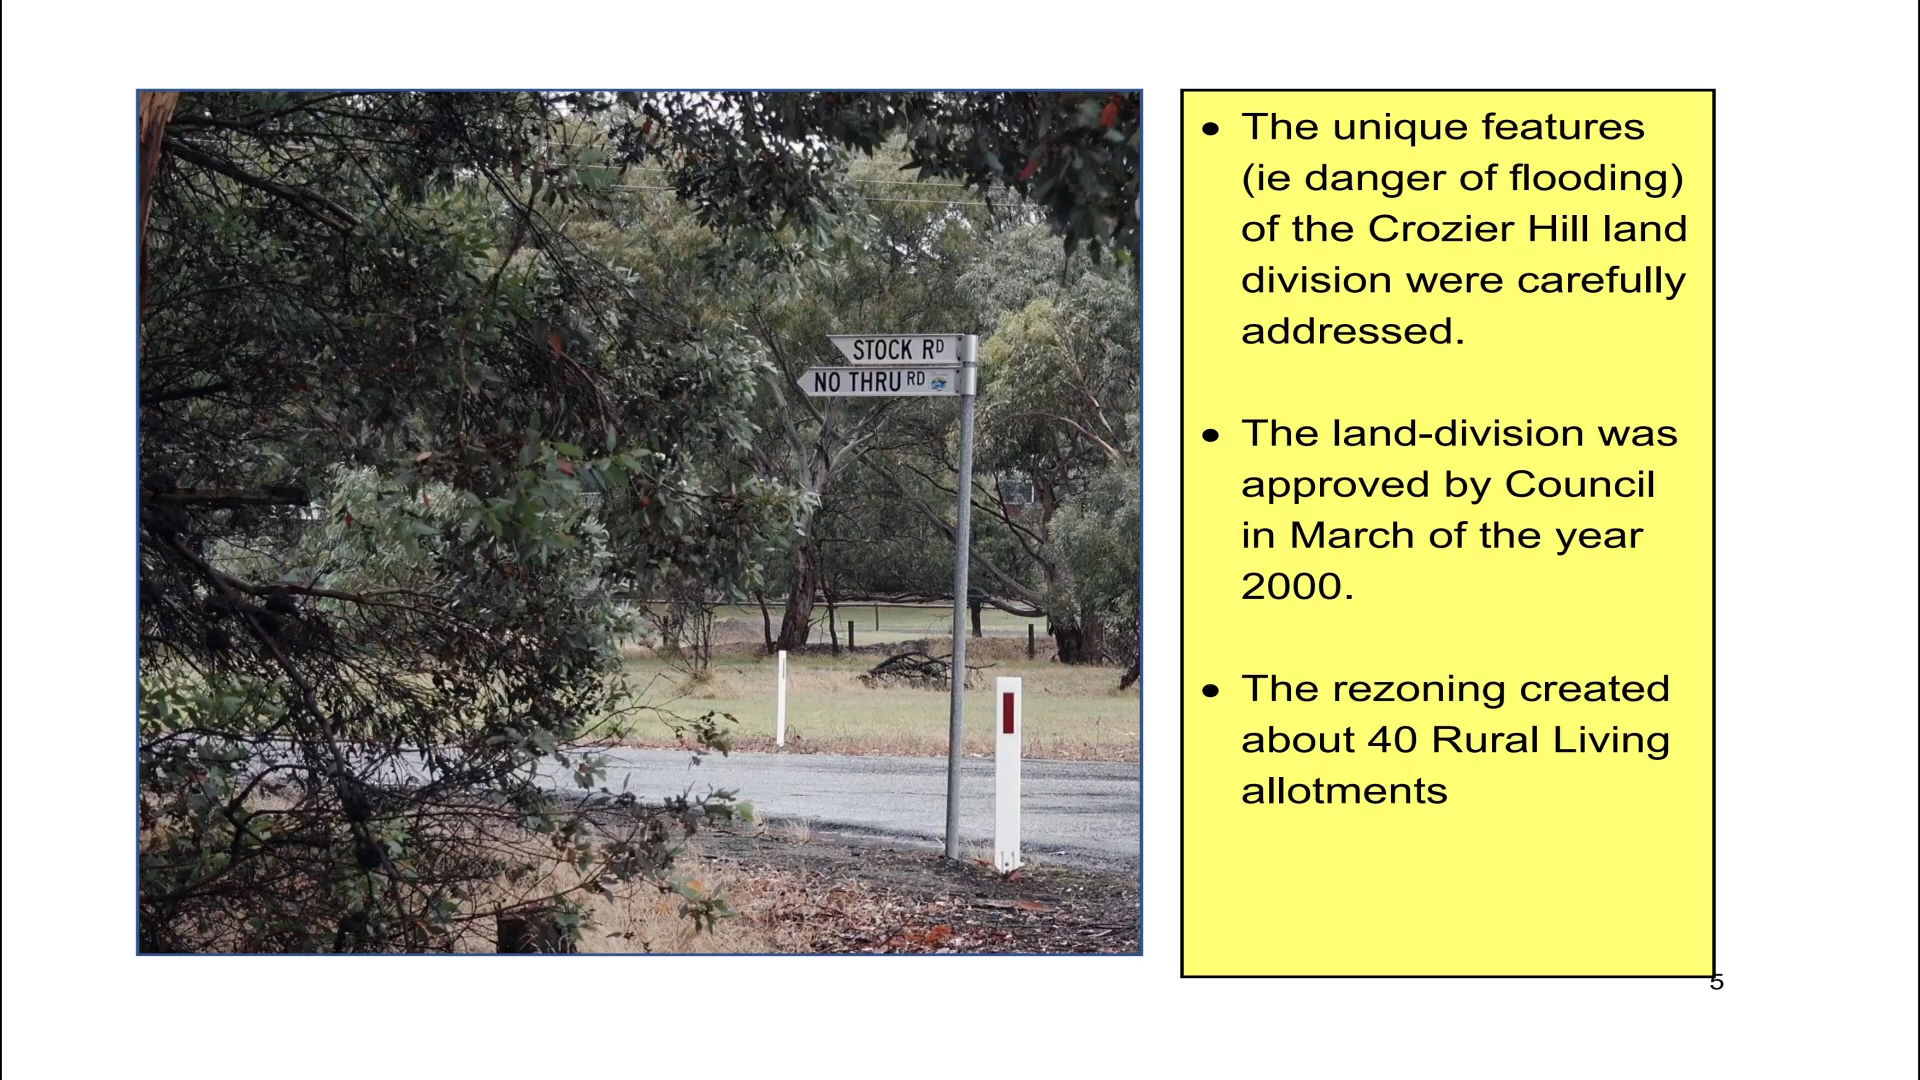 STOCK RD
NO THRU RD
• The unique features
(ie danger of flooding)
of the Crozier Hill land
division were carefully
addressed.
• The land-division was
approved by Council
in March of the year
2000.
• The rezoning created
about 40 Rural Living
allotments
5